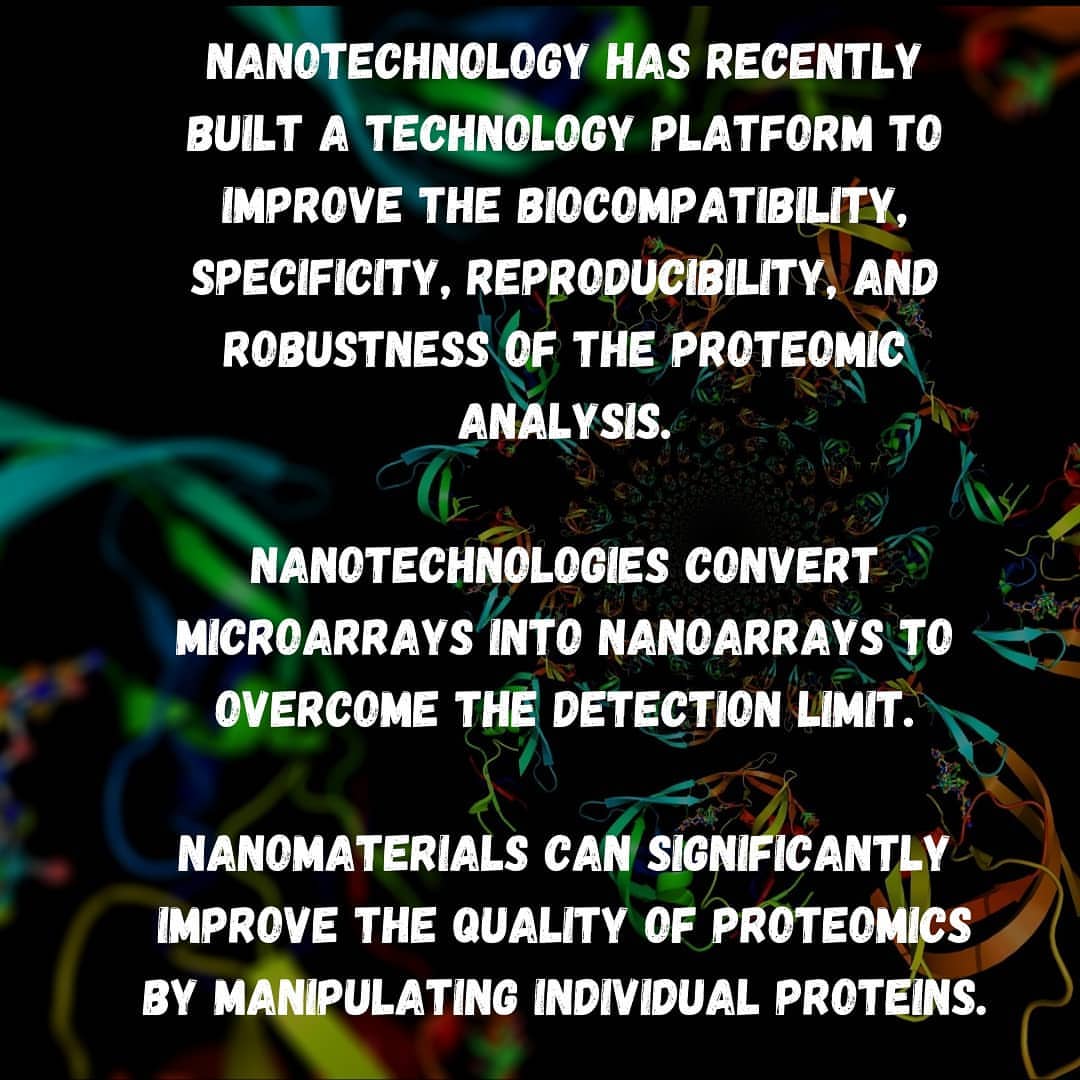 NANOTECHNOLOGY HAS RECENTLY
BUILT A TECHNOLOGY PLATFORM TO
IMPROVE THE BIOCOMPATIBILITY,
SPECIFICITY, REPRODUCIBILITY, AND
ROBUSTNESS OF THE PROTEOMIC
ANALYSIS.
NANOTECHNOLOGIES CONVERT
MICROARRAYS INTO NANOARRAYS TO
OVERCOME THE DETECTION LIMIT.
NANOMATERIALS CAN SIGNIFICANTLY
IMPROVE THE QUALITY OF PROTEOMICS
BY MANIPULATING INDIVIDUAL PROTEINS.